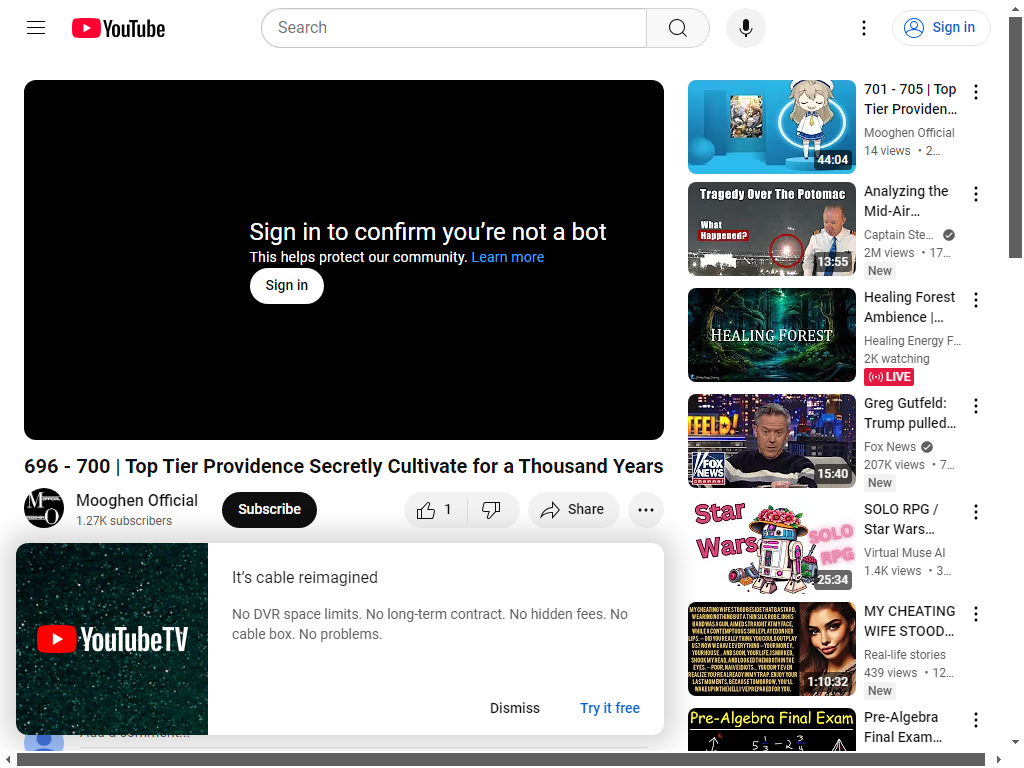 YouTube
Search
Sign in
Sign in to confirm you’re not a bot
This helps protect our community. Learn more
Sign in
696 - 700 | Top Tier Providence Secretly Cultivate for a Thousand Years
Mooghen Official
1.27K subscribers
Subscribe
1
Share
It’s cable reimagined
No DVR space limits. No long-term contract. No hidden fees. No
cable box. No problems.
YouTubeTV
Dismiss
Try it free
Add a comment...
44:04
701 - 705 | Top
Tier Providen…
Mooghen Official
14 views • 2…
Tragedy Over The Potomac
What
Happened?
13:55
Analyzing the
Mid-Air…
Captain Ste…
2M views • 17…
New
HEALING FOREST
Healing Forest
Ambience |…
Healing Energy F…
2K watching
LIVE
FOX
NEWS
channel
15:40
Greg Gutfeld:
Trump pulled…
Fox News
207K views • 7…
New
Star
Wars
SOLO
RPG
25:34
SOLO RPG /
Star Wars…
Virtual Muse AI
1.4K views • 3…
1:10:32
MY CHEATING
WIFE STOOD…
Real-life stories
439 views • 12…
New
Pre-Algebra Final Exam
5 1/3 - 2 3/4
Pre-Algebra
Final Exam…